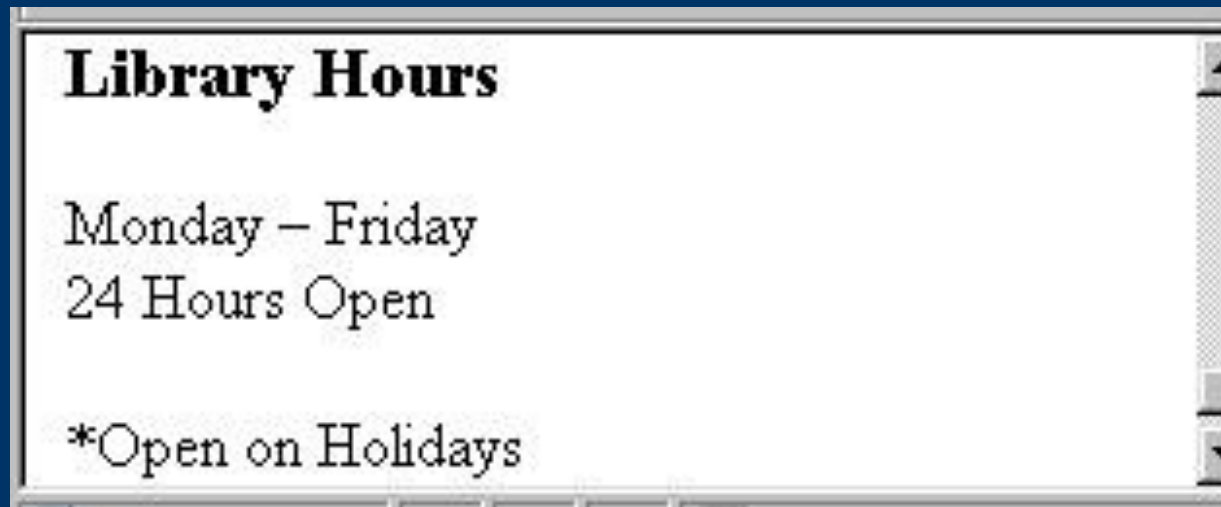 Library Hours
Monday – Friday
24 Hours Open
*Open on Holidays